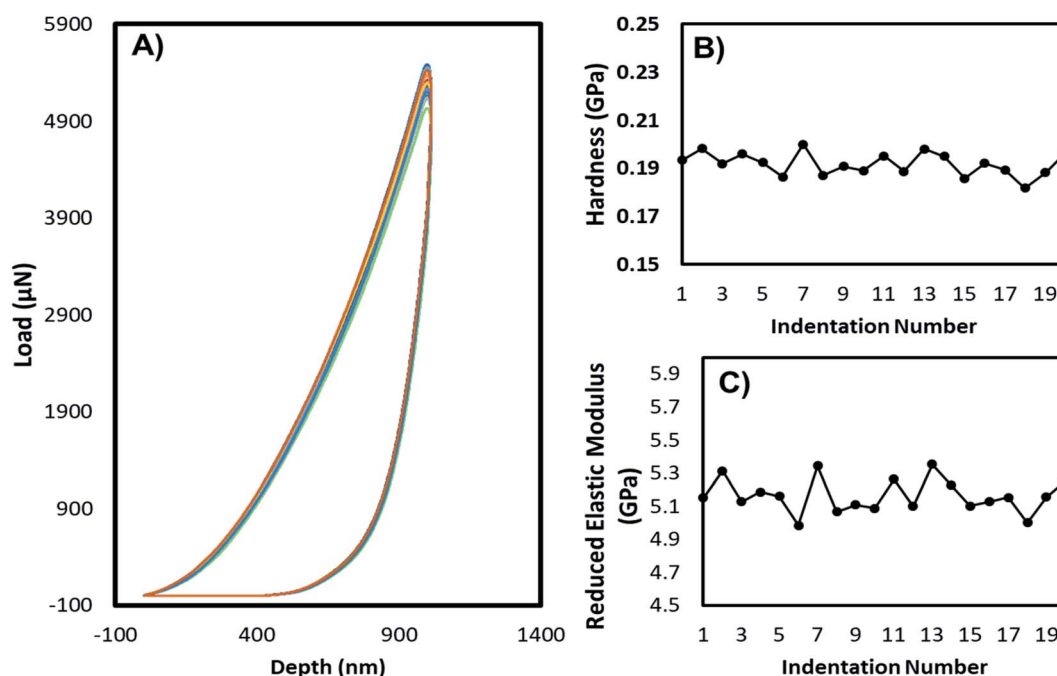 A)
5900
4900
3900
2900
1900
900
-100
-100 400 900 1400
Load (µN)
Depth (nm)
B)
0.25
0.23
0.21
0.19
0.17
0.15
1 3 5 7 9 11 13 15 17 19
Hardness (GPa)
Indentation Number
C)
5.9
5.7
5.5
5.3
5.1
4.9
4.7
4.5
1 3 5 7 9 11 13 15 17 19
Reduced Elastic Modulus
(GPa)
Indentation Number